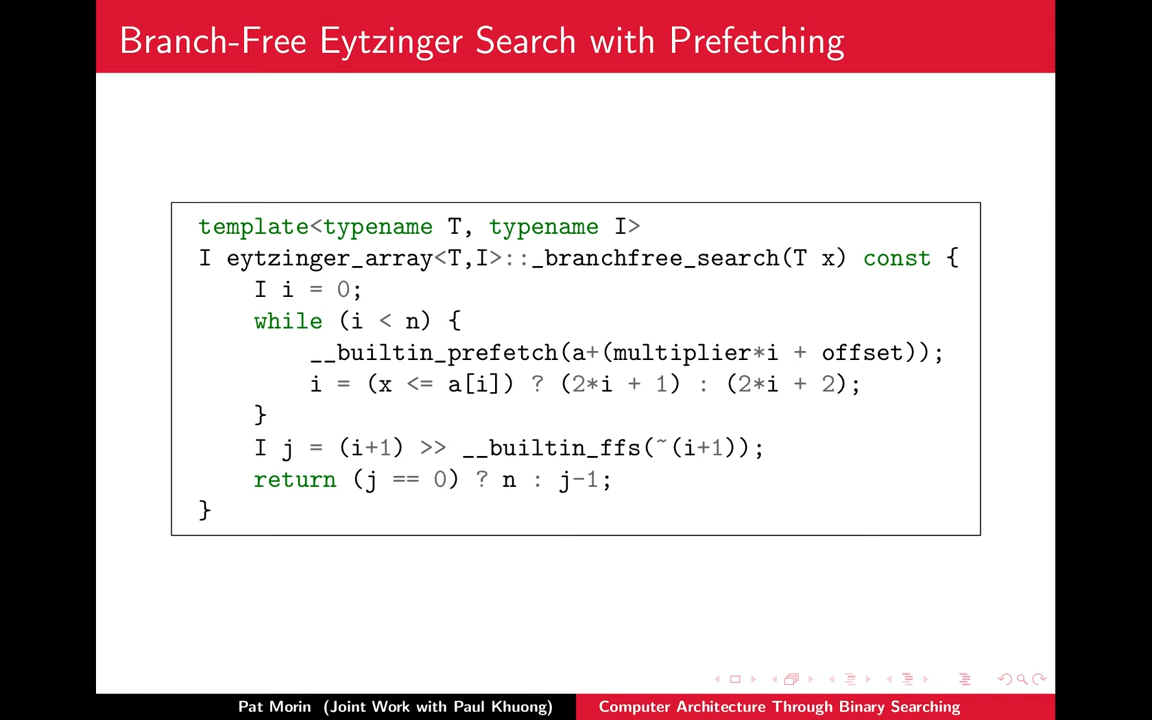 Branch-Free Eytzinger Search with Prefetching
template<typename T, typename I>
I eytzinger_array<T,I>::_branchfree_search(T x) const {
    I i = 0;
    while (i < n) {
        __builtin_prefetch(a+(multiplier*i + offset));
        i = (x <= a[i]) ? (2*i + 1) : (2*i + 2);
    }
    I j = (i+1) >> __builtin_ffs(~(i+1));
    return (j == 0) ? n : j-1;
}
Pat Morin (Joint Work with Paul Khuong)
Computer Architecture Through Binary Searching